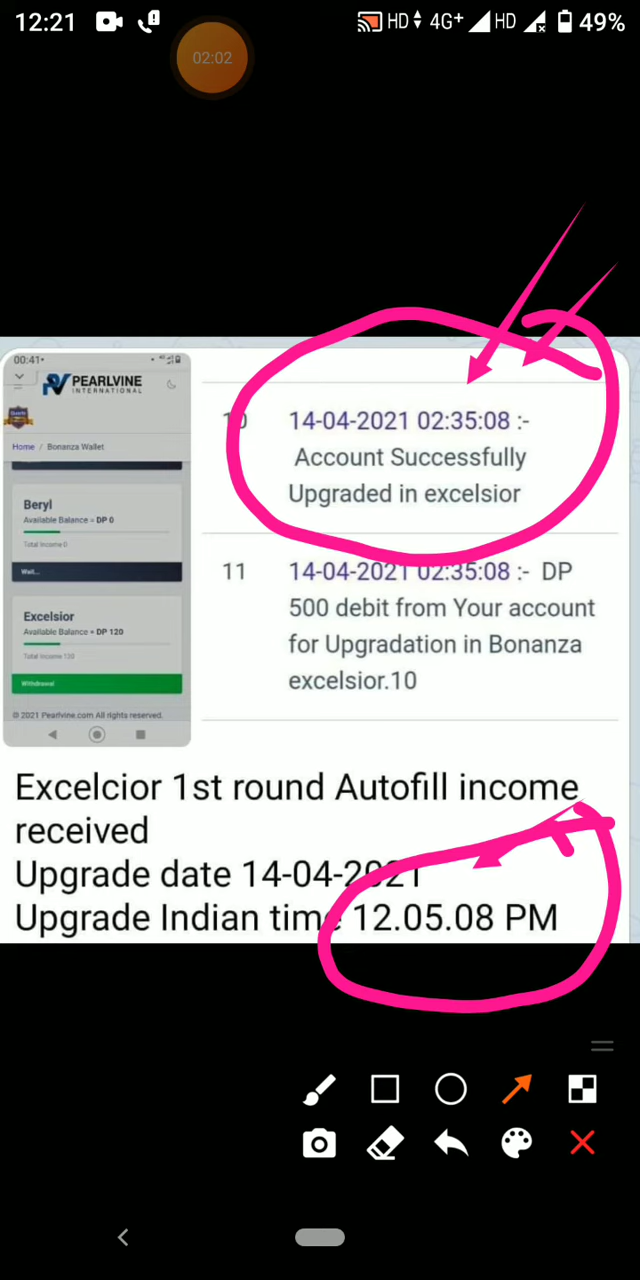 12:21 HD 4G+ HD 49%
02:02
00:41
PEARLVINE
INTERNATIONAL
Home / Bonanza Wallet
Beryl
Available Balance = DP 0
Total Income 0
Wait...
Excelsior
Available Balance = DP 120
Total Income 120
Withdrawal
© 2021 Pearlvine.com All rights reserved.
10 14-04-2021 02:35:08 :-
Account Successfully
Upgraded in excelsior
11 14-04-2021 02:35:08 :- DP
500 debit from Your account
for Upgradation in Bonanza
excelsior.10
Excelcior 1st round Autofill income
received
Upgrade date 14-04-2021
Upgrade Indian time 12.05.08 PM